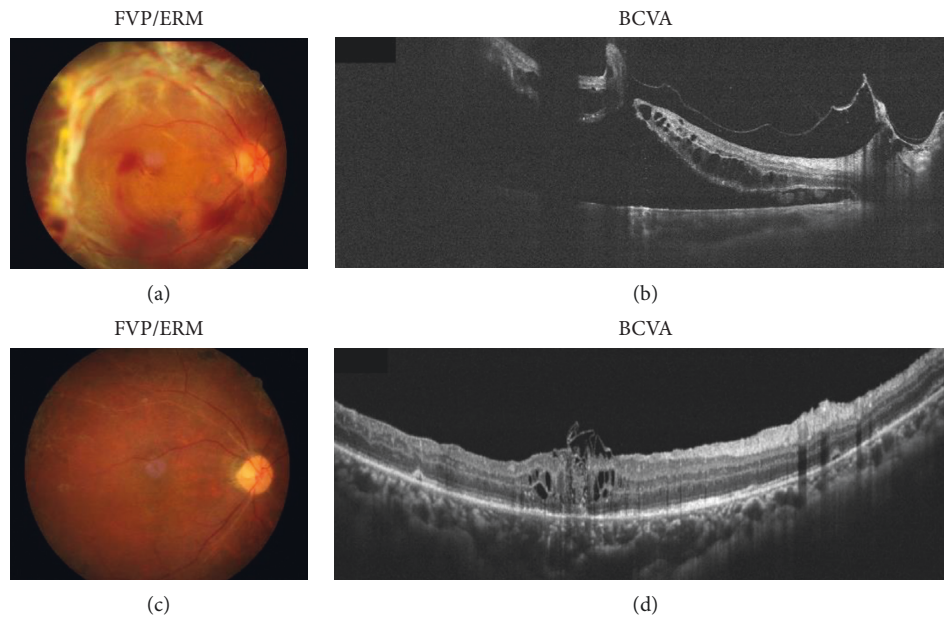 FVP/ERM
BCVA
(a)
(b)
FVP/ERM
BCVA
(c)
(d)